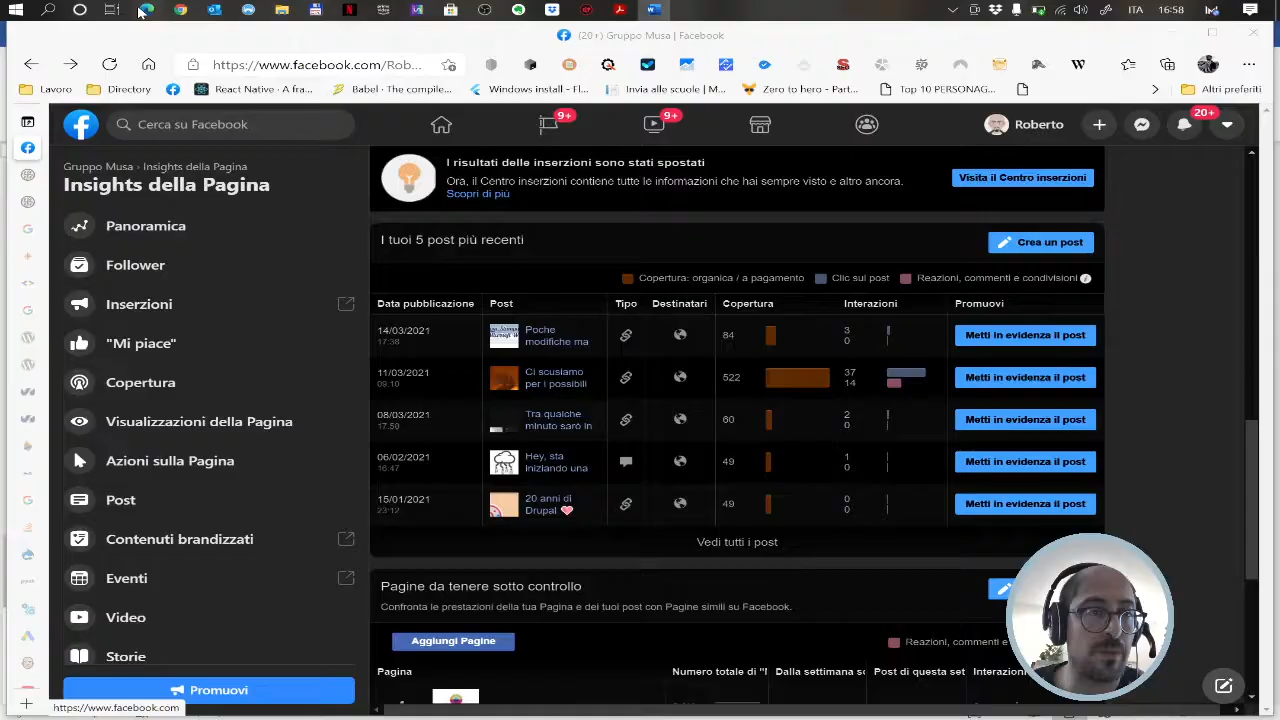 ITA 16:58
(20+) Gruppo Musa | Facebook
https://www.facebook.com/Rob...
Lavoro
Directory
React Native · A fra...
Babel · The compile...
Windows install - Fl...
Invia alle scuole | M...
Zero to hero - Part...
Top 10 PERSONAG...
Altri preferiti
Cerca su Facebook
9+
9+
Roberto
20+
Gruppo Musa › Insights della Pagina
Insights della Pagina
Panoramica
Follower
Inserzioni
"Mi piace"
Copertura
Visualizzazioni della Pagina
Azioni sulla Pagina
Post
Contenuti brandizzati
Eventi
Video
Storie
Promuovi
https://www.facebook.com
I risultati delle inserzioni sono stati spostati
Ora, il Centro inserzioni contiene tutte le informazioni che hai sempre visto e altro ancora.
Scopri di più
Visita il Centro inserzioni
I tuoi 5 post più recenti
Crea un post
Copertura: organica / a pagamento Clic sul post Reazioni, commenti e condivisioni
Data pubblicazione Post Tipo Destinatari Copertura Interazioni Promuovi
14/03/2021 17:38 Poche modifiche ma 84 3 0 Metti in evidenza il post
11/03/2021 09:10 Ci scusiamo per i possibili 522 37 14 Metti in evidenza il post
08/03/2021 17:50 Tra qualche minuto sarò in 60 2 0 Metti in evidenza il post
06/02/2021 16:47 Hey, sta iniziando una 49 1 0 Metti in evidenza il post
15/01/2021 23:12 20 anni di Drupal 49 0 0 Metti in evidenza il post
Vedi tutti i post
Pagine da tenere sotto controllo
Confronta le prestazioni della tua Pagina e dei tuoi post con Pagine simili su Facebook.
Aggiungi Pagine
Reazioni, commenti e
Pagina Numero totale di "I Dalla settimana sc Post di questa set Interazion